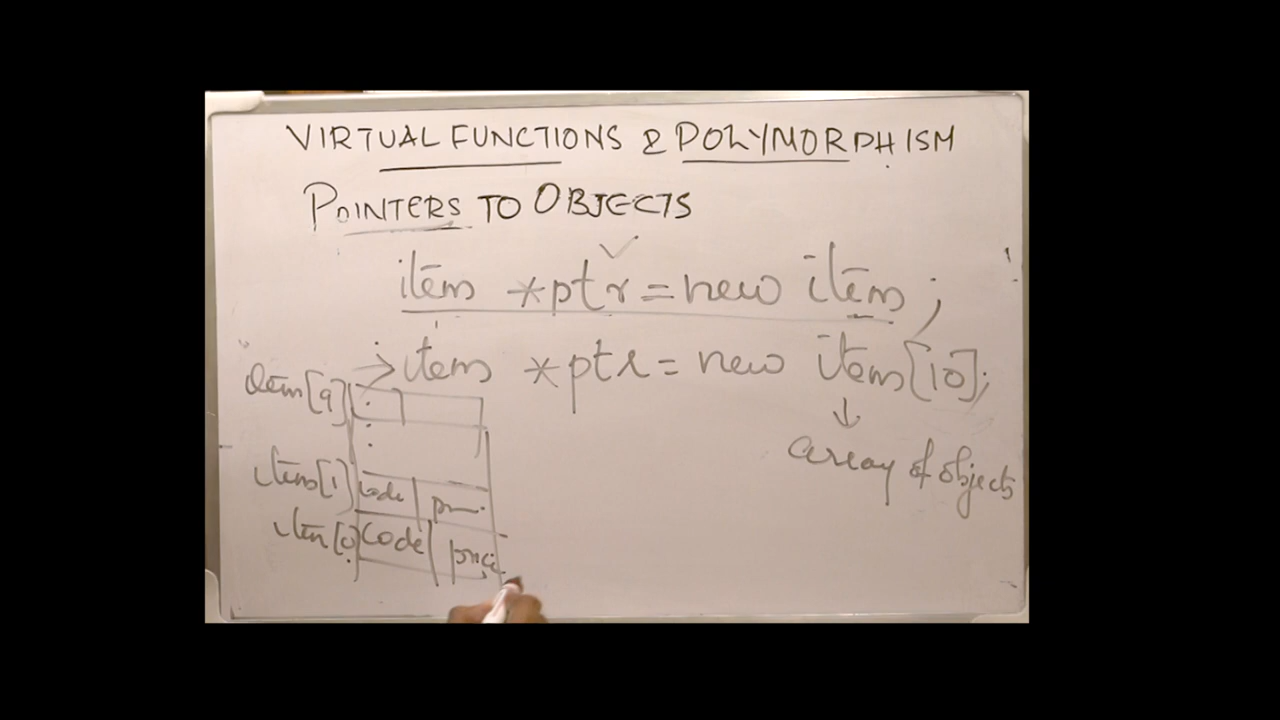 VIRTUAL FUNCTIONS & POLYMORPHISM
POINTERS TO OBJECTS
item *ptr = new item;
item *ptr = new item[10];
item[9]
array of objects
item[1] code
item[0] code price